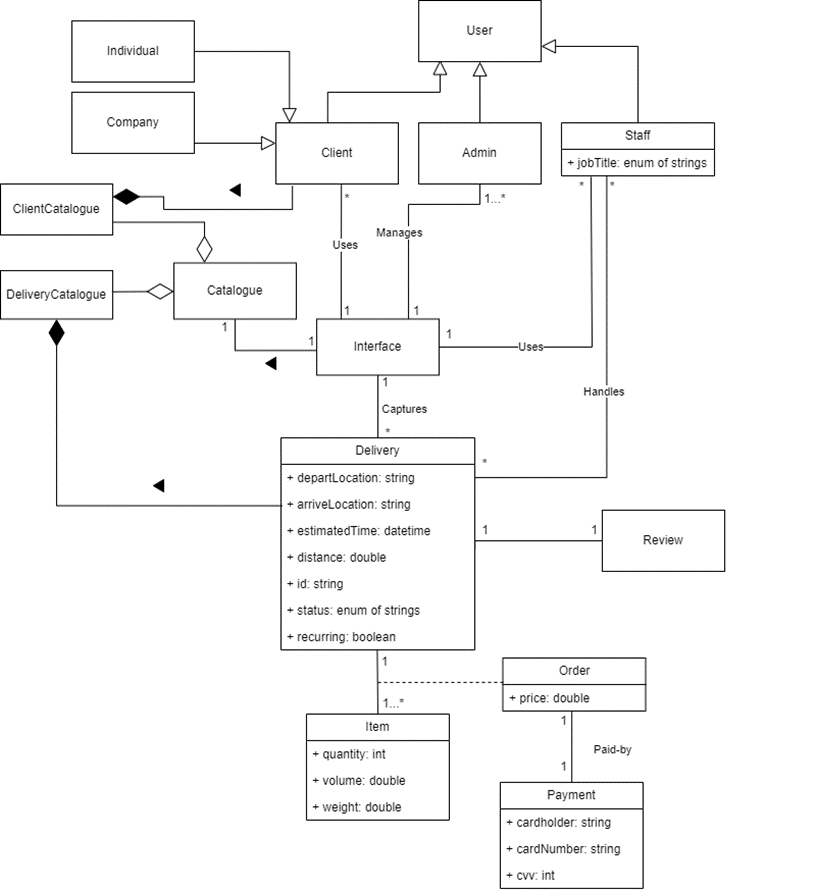 User
Individual
Company
Client
Admin
Staff
+ jobTitle: enum of strings
ClientCatalogue
*
1...*
*
*
Uses
Manages
DeliveryCatalogue
Catalogue
1
1
1
1
1
Interface
Uses
1
Captures
Handles
*
Delivery
*
+ departLocation: string
+ arriveLocation: string
+ estimatedTime: datetime
1
1
Review
+ distance: double
+ id: string
+ status: enum of strings
+ recurring: boolean
1
Order
+ price: double
1...*
Item
1
+ quantity: int
Paid-by
1
+ volume: double
+ weight: double
Payment
+ cardholder: string
+ cardNumber: string
+ cvv: int